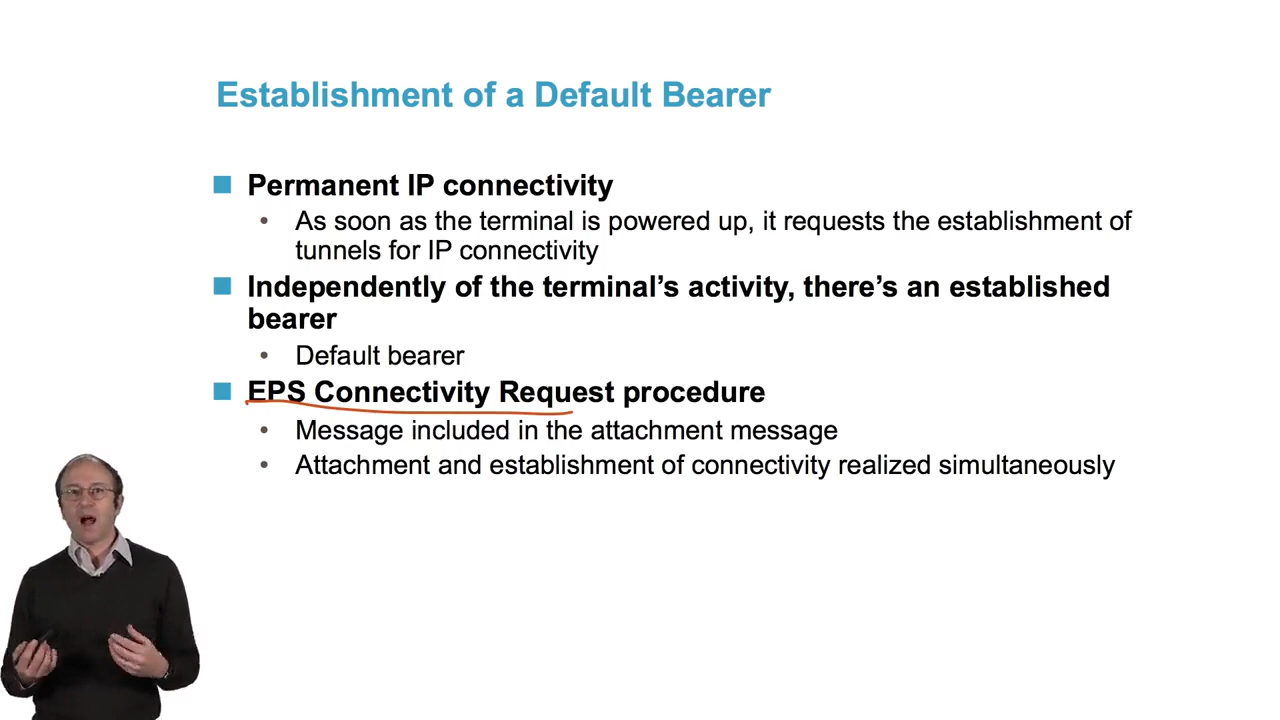 Establishment of a Default Bearer
Permanent IP connectivity
As soon as the terminal is powered up, it requests the establishment of
tunnels for IP connectivity
Independently of the terminal’s activity, there’s an established
bearer
Default bearer
EPS Connectivity Request procedure
Message included in the attachment message
Attachment and establishment of connectivity realized simultaneously